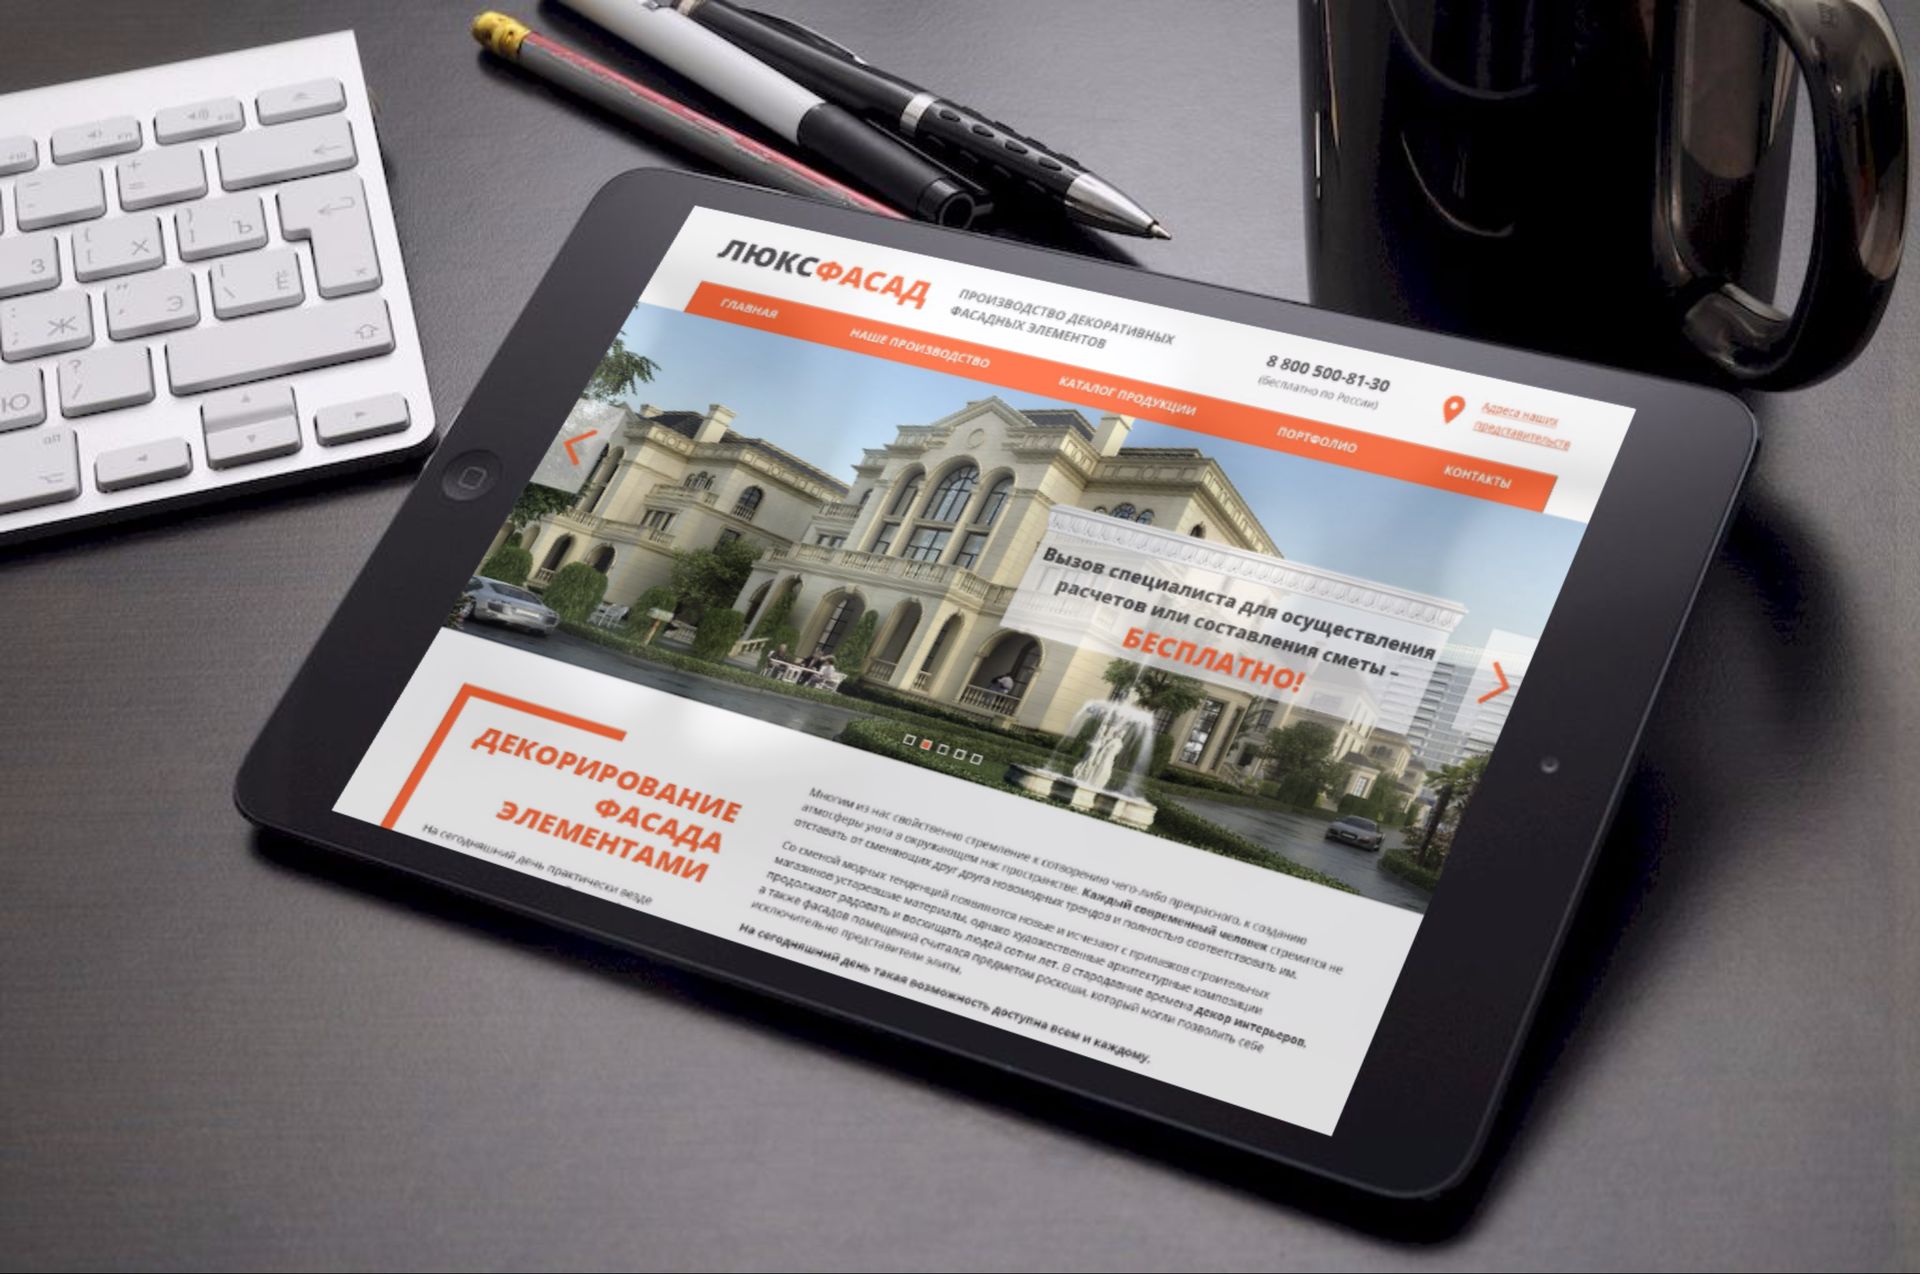 ЛЮКСФАСАД
ПРОИЗВОДСТВО ДЕКОРАТИВНЫХ
ФАСАДНЫХ ЭЛЕМЕНТОВ
8 800 500-81-30
(бесплатно по России)
Адреса наших
представительств
ГЛАВНАЯ
НАШЕ ПРОИЗВОДСТВО
КАТАЛОГ ПРОДУКЦИИ
ПОРТФОЛИО
КОНТАКТЫ
Вызов специалиста для осуществления
расчетов или составления сметы –
БЕСПЛАТНО!
ДЕКОРИРОВАНИЕ
ФАСАДА
ЭЛЕМЕНТАМИ
На сегодняшний день практически везде
Многим из нас свойственно стремление к сотворению чего-либо прекрасного, к созданию
атмосферы уюта в окружающем нас пространстве. Каждый современный человек стремится не
отставать от сменяющих друг друга новомодных трендов и полностью соответствовать им.
Со сменой модных тенденций появляются новые и исчезают с прилавков строительных
магазинов устаревшие материалы, однако художественные архитектурные композиции
продолжают радовать и восхищать людей сотни лет. В стародавние времена декор интерьеров,
а также фасадов помещений считался предметом роскоши, который могли позволить себе
исключительно представители элиты.
На сегодняшний день такая возможность доступна всем и каждому.
З
{ [ Х
} ] Ъ
: ; Ж
" ' Э
| \ Ё
Ю
? /
+ =
alt